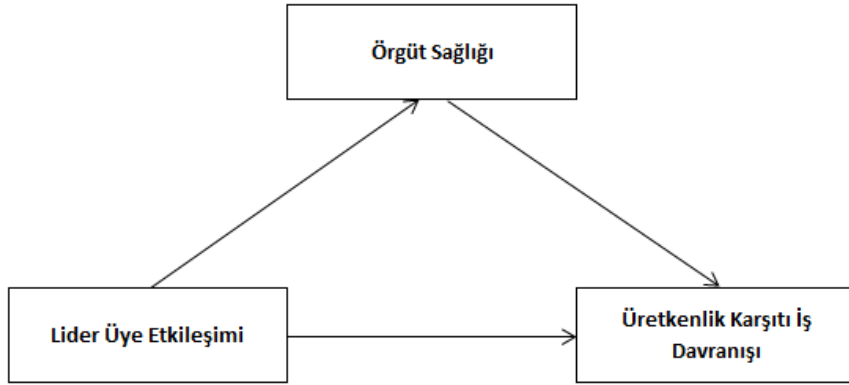 Örgüt Sağlığı
Lider Üye Etkileşimi
Üretkenlik Karşıtı İş
Davranışı